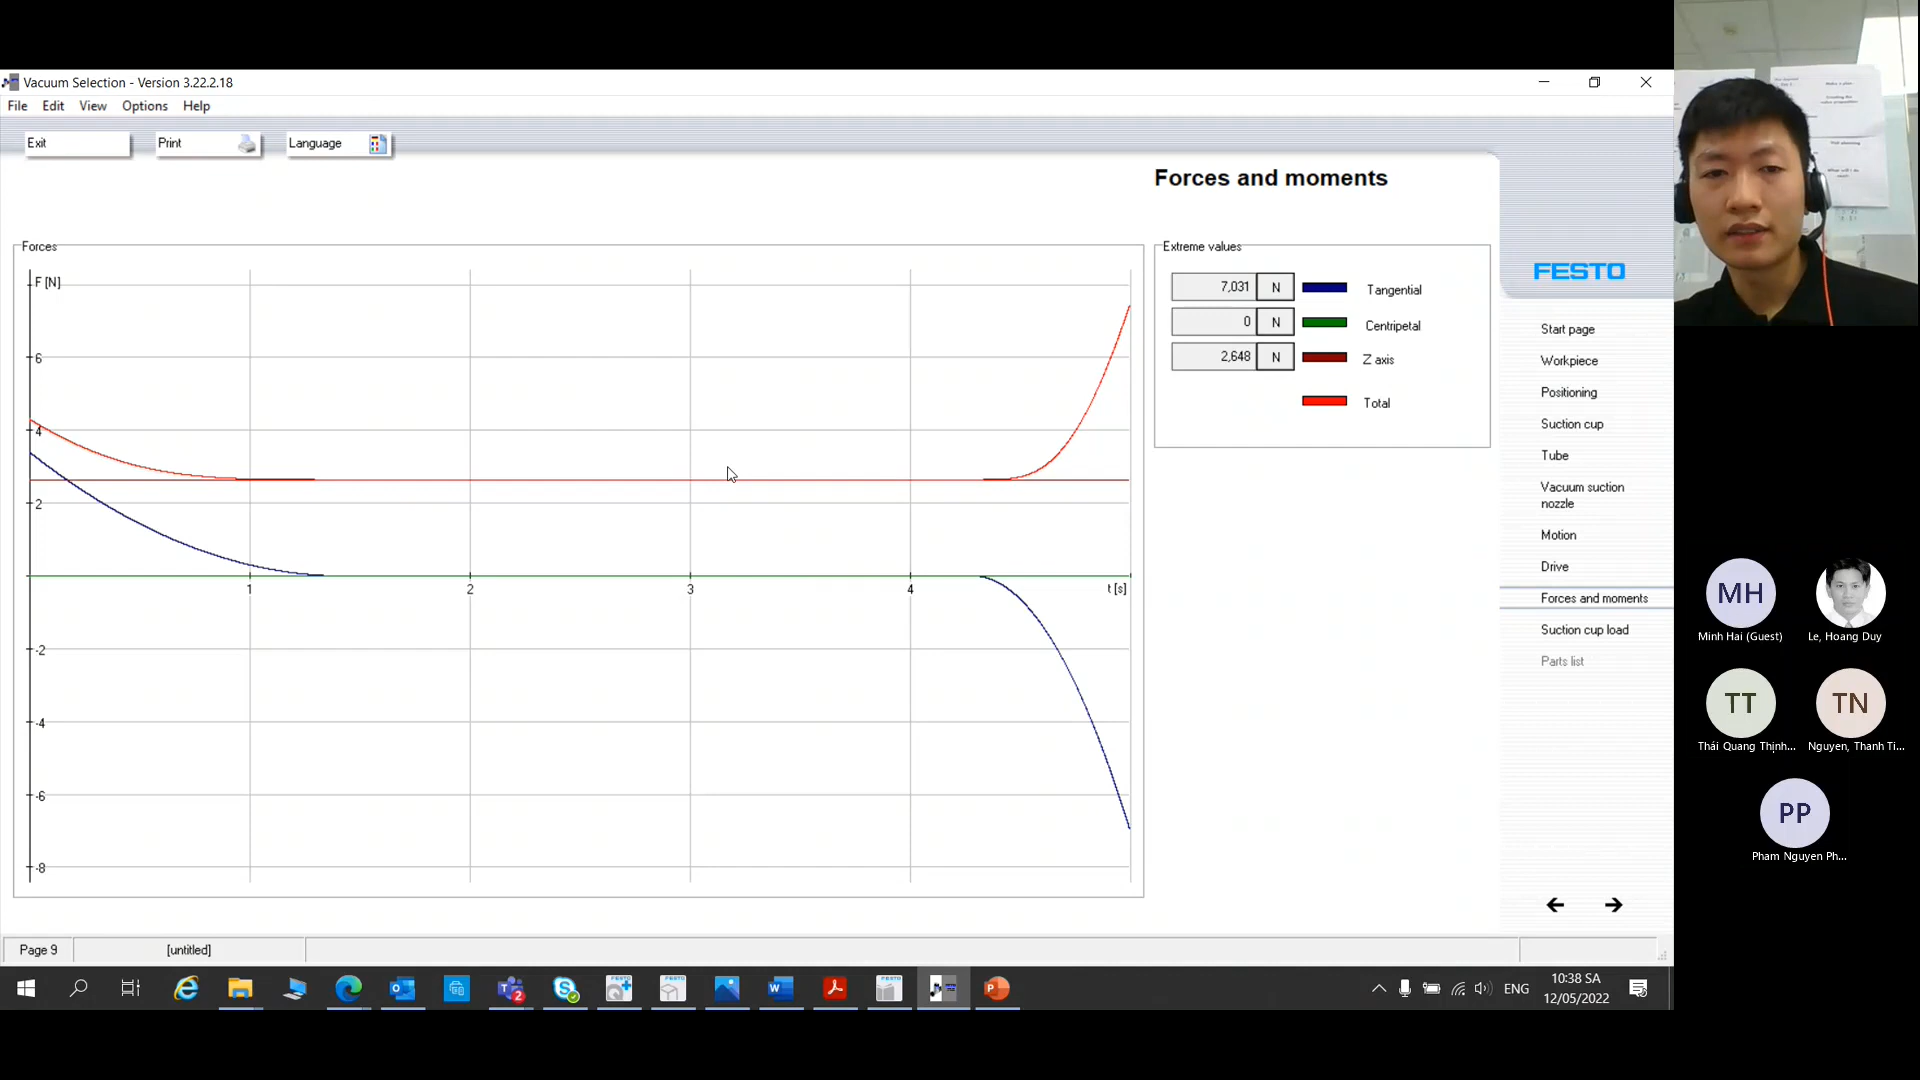 Vacuum Selection - Version 3.22.2.18
File Edit View Options Help
Exit Print Language
Forces and moments
Forces
F [N]
6
4
2
-2
-4
-6
-8
1 2 3 4 t [s]
Extreme values
7,031 N Tangential
0 N Centripetal
2,648 N Z axis
Total
FESTO
Start page
Workpiece
Positioning
Suction cup
Tube
Vacuum suction
nozzle
Motion
Drive
Forces and moments
Suction cup load
Parts list
Page 9 [untitled]
ENG
10:38 SA
12/05/2022
MH
Minh Hai (Guest)
Le, Hoang Duy
TT
Thái Quang Thịnh...
TN
Nguyen, Thanh Ti...
PP
Pham Nguyen Ph...